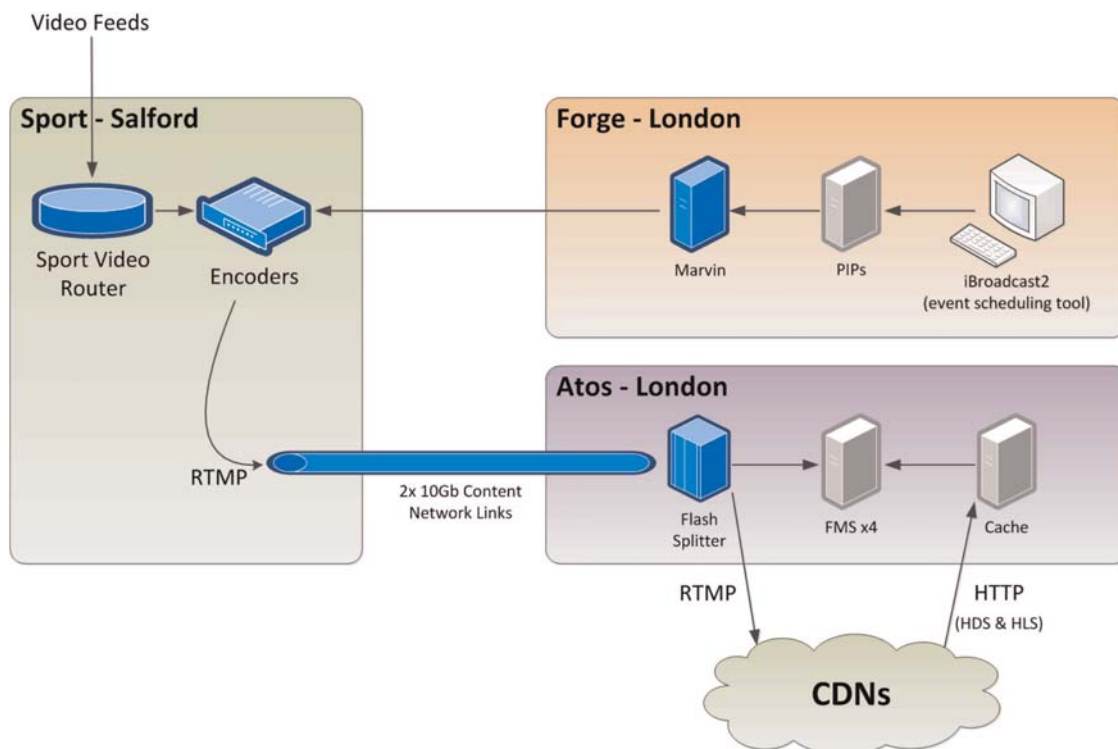 Video Feeds
Sport - Salford
Sport Video
Router
Encoders
RTMP
2x 10Gb Content
Network Links
Forge - London
Marvin
PIPs
iBroadcast2
(event scheduling tool)
Atos - London
Flash
Splitter
FMS x4
Cache
RTMP
HTTP
(HDS & HLS)
CDNs